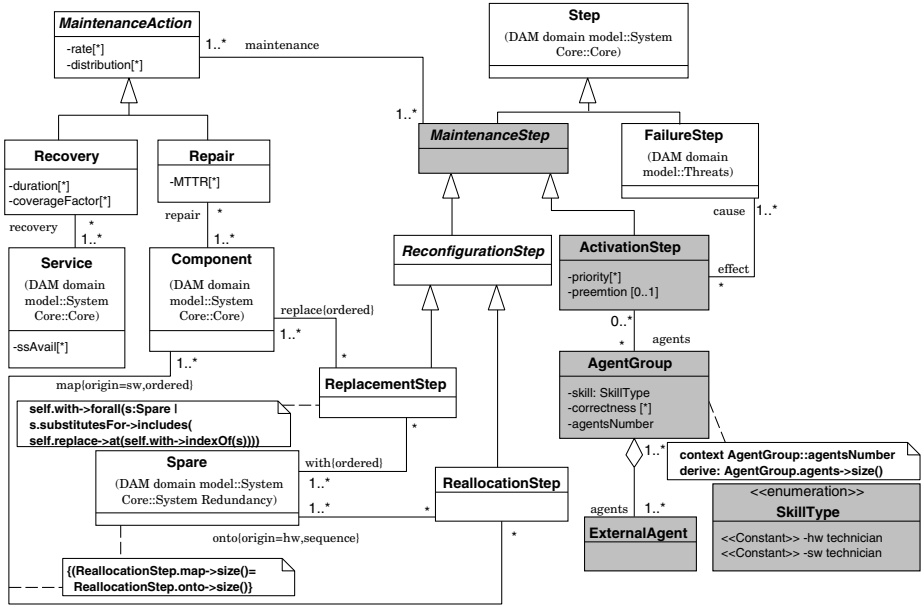 MaintenanceAction
-rate[*]
-distribution[*]
1..*
maintenance
1..*
Step
(DAM domain model::System
Core::Core)
MaintenanceStep
FailureStep
(DAM domain
model::Threats)
Recovery
-duration[*]
-coverageFactor[*]
Repair
-MTTR[*]
recovery
*
1..*
repair
*
1..*
cause
1..*
Service
(DAM domain
model::System
Core::Core)
-ssAvail[*]
Component
(DAM domain
model::System
Core::Core)
ReconfigurationStep
ActivationStep
-priority[*]
-preemtion [0..1]
effect
*
replace{ordered}
1..*
*
0..*
*
agents
1..*
map{origin=sw,ordered}
ReplacementStep
AgentGroup
-skill: SkillType
-correctness [*]
-agentsNumber
self.with->forall(s:Spare |
s.substitutesFor->includes(
self.replace->at(self.with->indexOf(s))))
*
with{ordered}
1..*
1..*
context AgentGroup::agentsNumber
derive: AgentGroup.agents->size()
Spare
(DAM domain model::System
Core::System Redundancy)
ReallocationStep
1..*
*
onto{origin=hw,sequence}
*
agents
1..*
ExternalAgent
<<enumeration>>
SkillType
<<Constant>> -hw technician
<<Constant>> -sw technician
{(ReallocationStep.map->size()=
ReallocationStep.onto->size()}